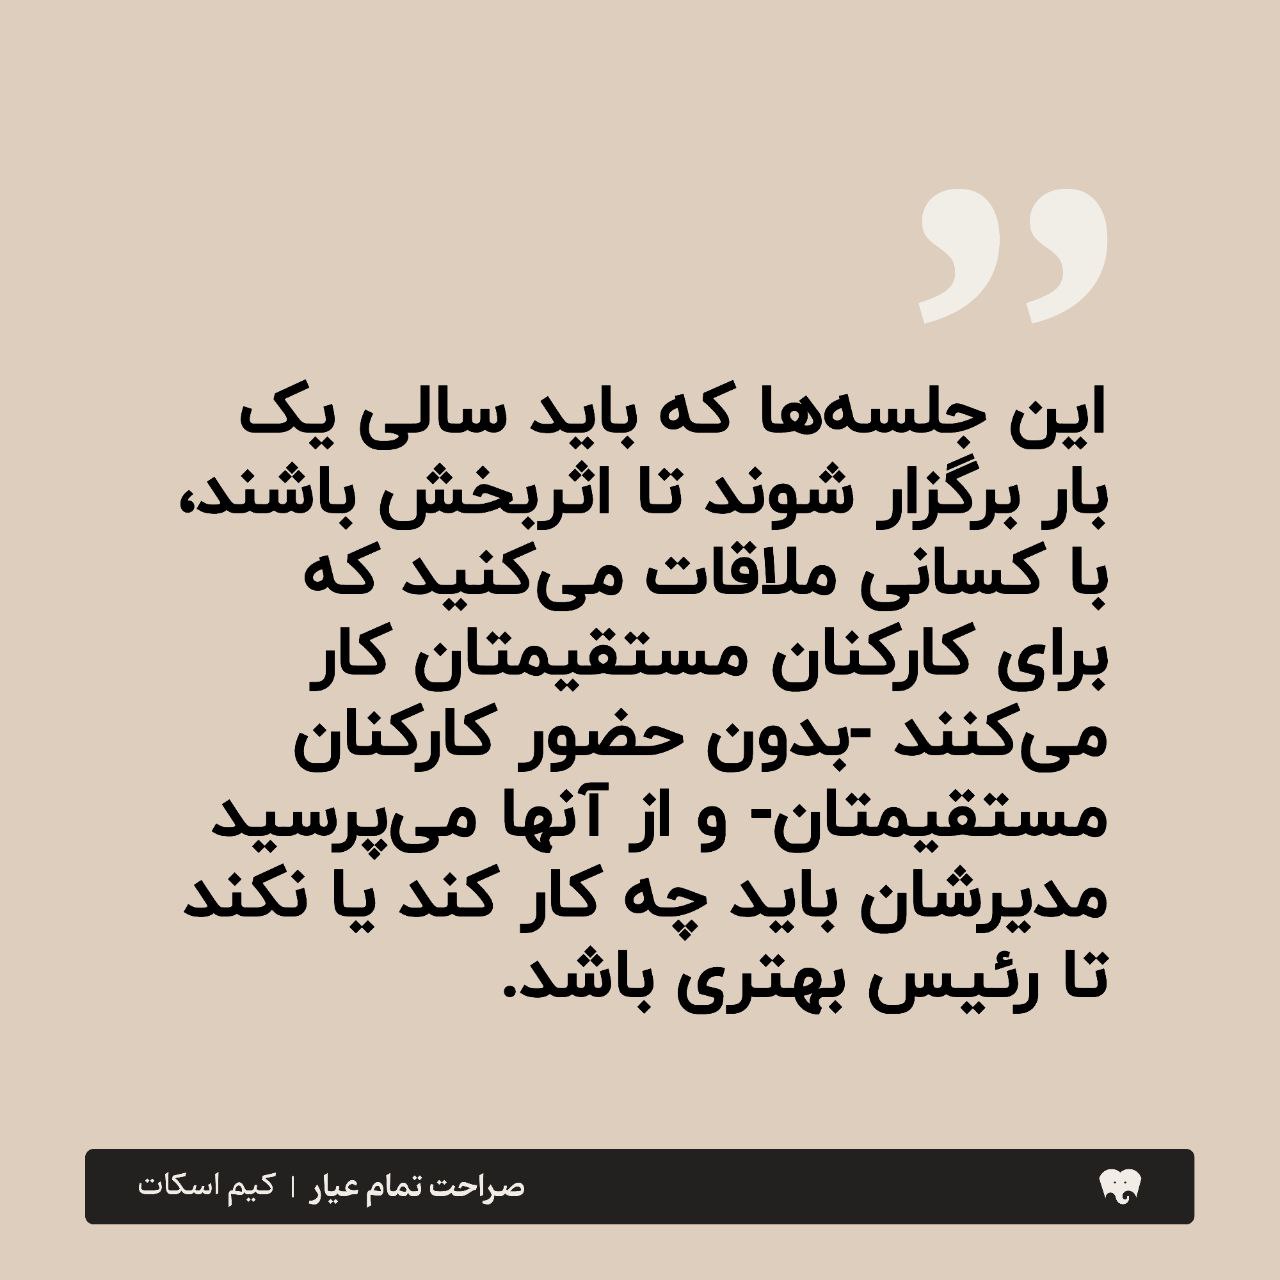 ”
این جلسه‌ها که باید سالی یک
بار برگزار شوند تا اثربخش باشند،
با کسانی ملاقات می‌کنید که
برای کارکنان مستقیمتان کار
می‌کنند -بدون حضور کارکنان
مستقیمتان- و از آنها می‌پرسید
مدیرشان باید چه کار کند یا نکند
تا رئیس بهتری باشد.
صراحت تمام عیار | کیم اسکات